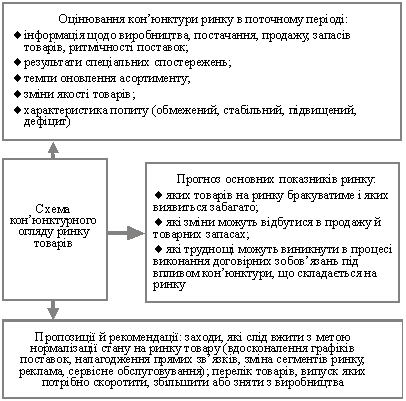 Оцінювання кон’юнктури ринку в поточному періоді:
◆ інформація щодо виробництва, постачання, продажу, запасів
товарів, ритмічності поставок;
◆ результати спеціальних спостережень;
◆ темпи оновлення асортименту;
◆ зміни якості товарів;
◆ характеристика попиту (обмежений, стабільний, підвищений,
дефіцит)
Схема
кон’юнктурного
огляду ринку
товарів
Прогноз основних показників ринку:
◆ яких товарів на ринку бракуватиме і яких
виявиться забагато;
◆ які зміни можуть відбутися в продажу й
товарних запасах;
◆ які труднощі можуть виникнути в процесі
виконання договірних зобов’язань під
впливом кон’юнктури, що складається на
ринку
Пропозиції й рекомендації: заходи, які слід вжити з метою
нормалізації стану на ринку товару (вдосконалення графіків
поставок, налагодження прямих зв’язків, зміна сегментів ринку,
реклама, сервісне обслуговування); перелік товарів, випуск яких
потрібно скоротити, збільшити або зняти з виробництва